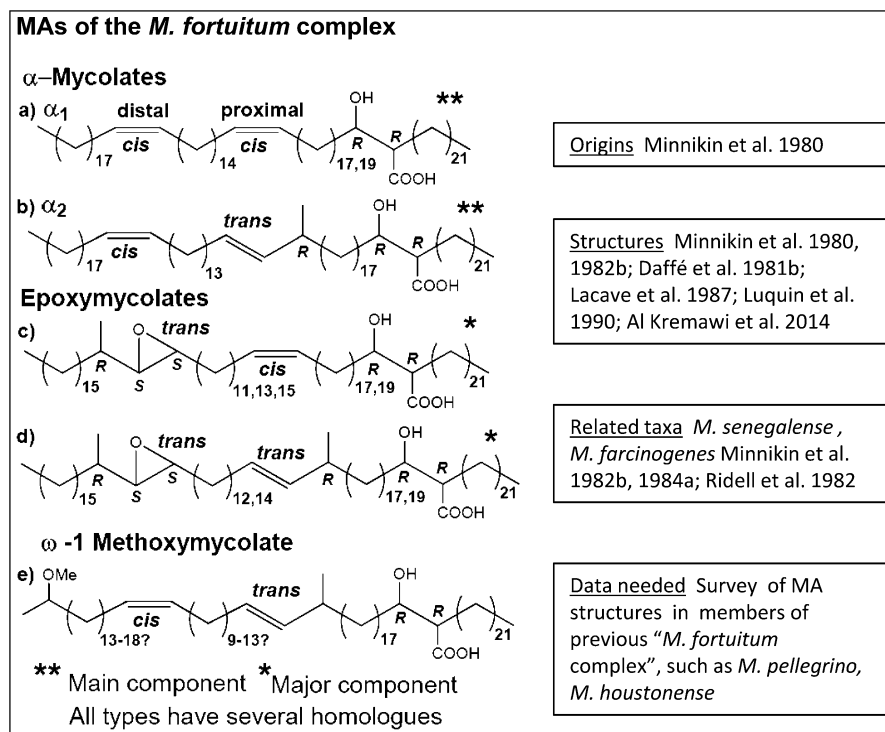 MAs of the M. fortuitum complex
α–Mycolates
a) α1 distal proximal OH **
17 cis 14 cis 17,19 R R 21
COOH
b) α2 trans OH **
17 cis 13 R 17 R R 21
COOH
Epoxymycolates
c) O trans OH *
15 R S S 11,13,15 cis 17,19 R R 21
COOH
d) O trans trans OH *
15 R S S 12,14 R 17,19 R R 21
COOH
ω -1 Methoxymycolate
e) OMe trans OH
13-18? cis 9-13? 17 R R 21
COOH
** Main component *Major component
All types have several homologues
Origins Minnikin et al. 1980
Structures Minnikin et al. 1980,
1982b; Daffé et al. 1981b;
Lacave et al. 1987; Luquin et al.
1990; Al Kremawi et al. 2014
Related taxa M. senegalense ,
M. farcinogenes Minnikin et al.
1982b, 1984a; Ridell et al. 1982
Data needed Survey of MA
structures in members of
previous “M. fortuitum
complex”, such as M. pellegrino,
M. houstonense